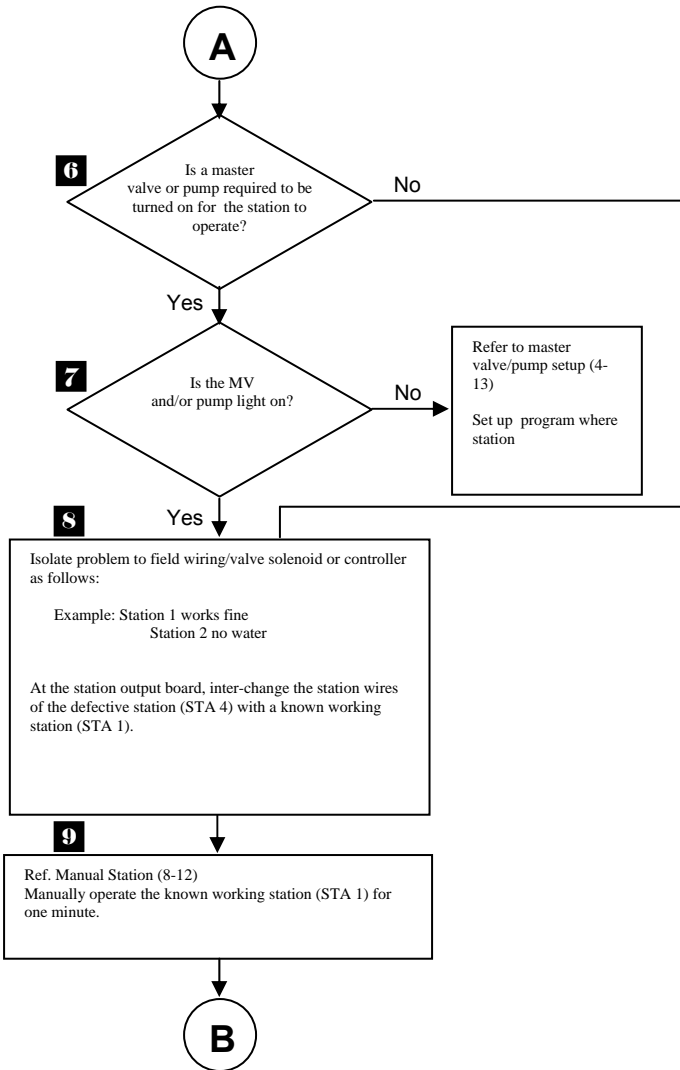 A
6
Is a master
valve or pump required to be
turned on for the station to
operate?
No
Yes
7
Is the MV
and/or pump light on?
No
Refer to master
valve/pump setup (4-
13)
Set up program where
station
Yes
8
Isolate problem to field wiring/valve solenoid or controller
as follows:
Example: Station 1 works fine
Station 2 no water
At the station output board, inter-change the station wires
of the defective station (STA 4) with a known working
station (STA 1).
9
Ref. Manual Station (8-12)
Manually operate the known working station (STA 1) for
one minute.
B